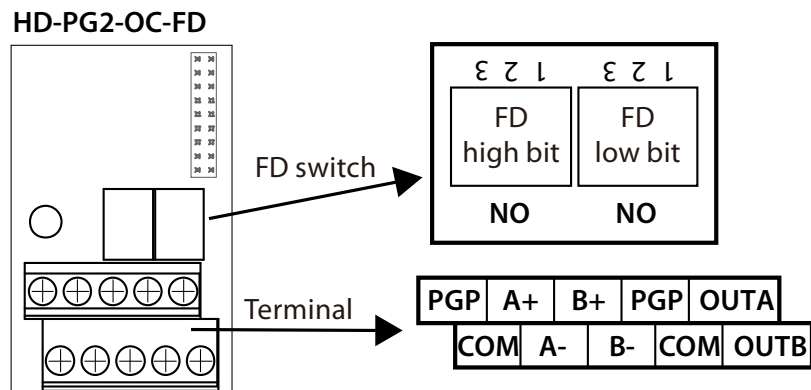 HD-PG2-OC-FD
3 2 1 3 2 1
FD
high bit
FD
low bit
NO NO
FD switch
Terminal
PGP A+ B+ PGP OUTA
COM A- B- COM OUTB